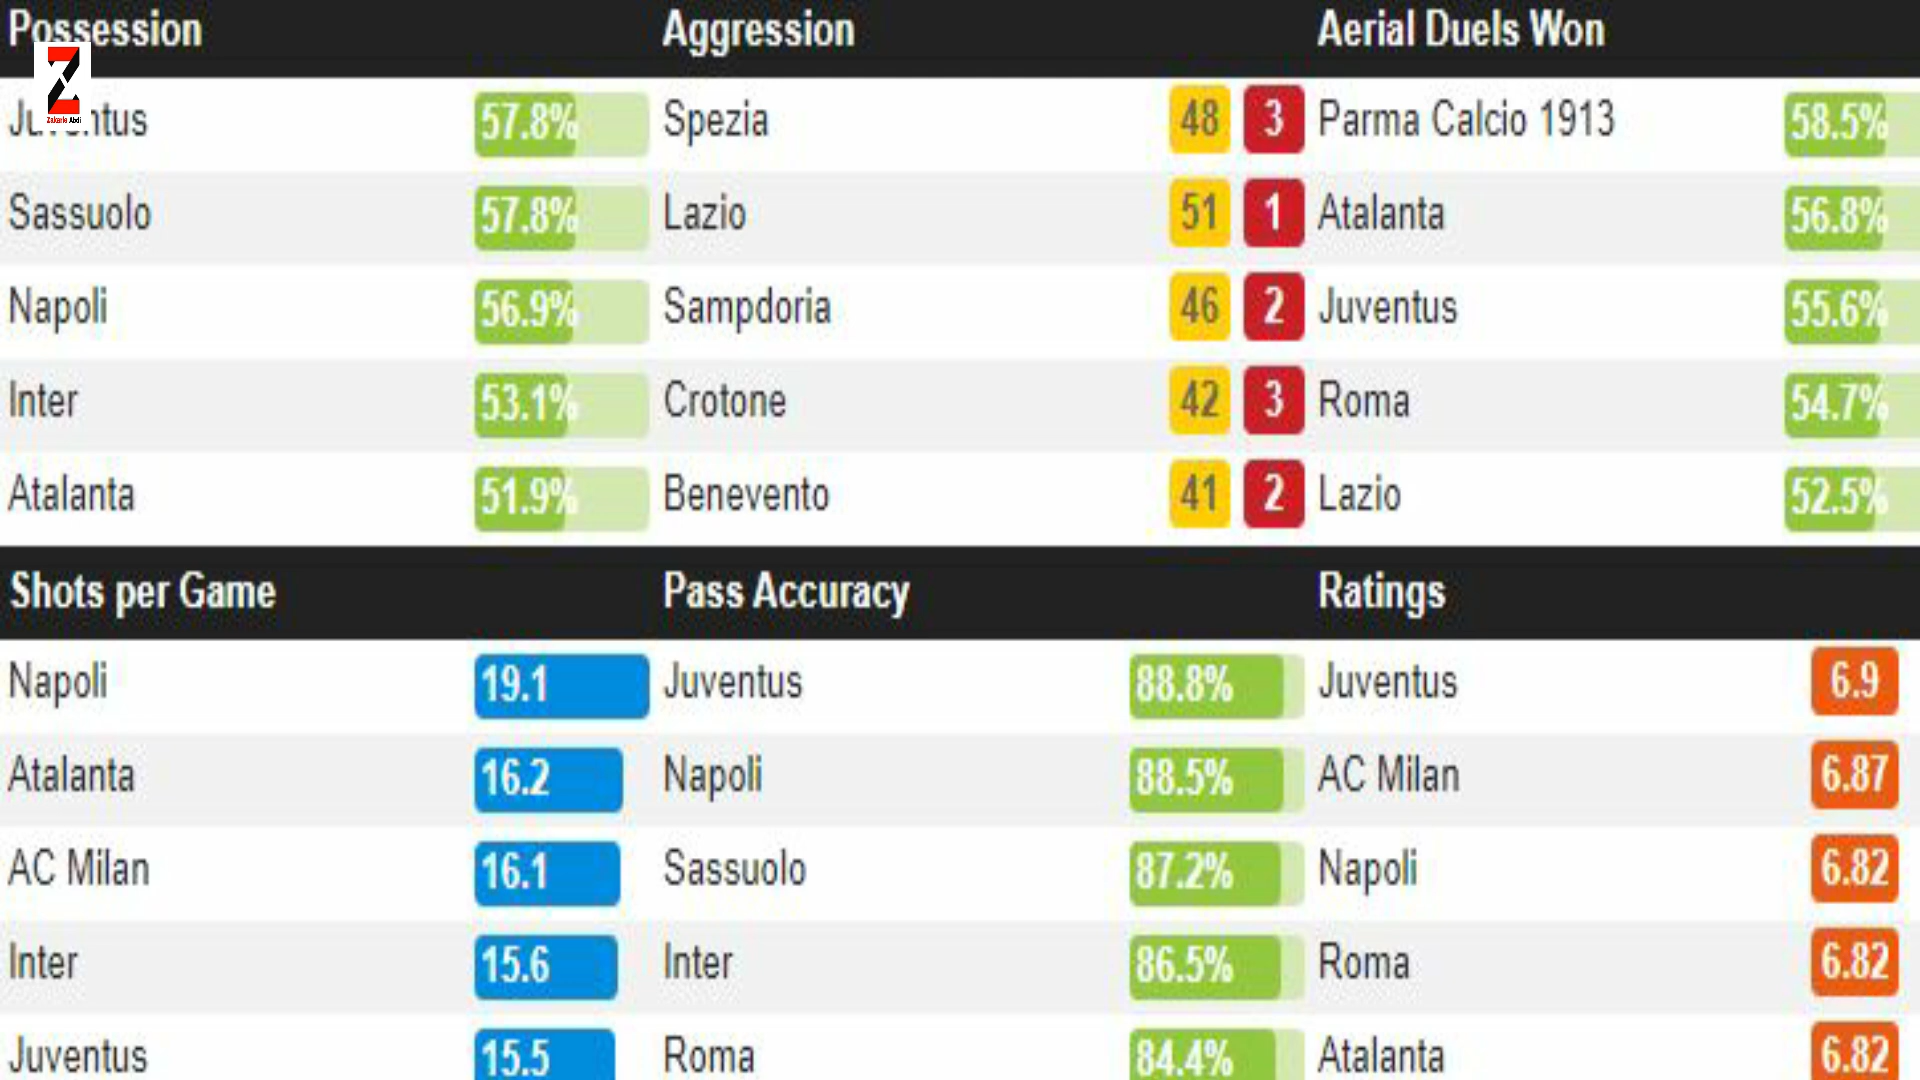 Possession Aggression Aerial Duels Won
Zakarie Abdi
Juventus 57.8% Spezia 48 3 Parma Calcio 1913 58.5%
Sassuolo 57.8% Lazio 51 1 Atalanta 56.8%
Napoli 56.9% Sampdoria 46 2 Juventus 55.6%
Inter 53.1% Crotone 42 3 Roma 54.7%
Atalanta 51.9% Benevento 41 2 Lazio 52.5%
Shots per Game Pass Accuracy Ratings
Napoli 19.1 Juventus 88.8% Juventus 6.9
Atalanta 16.2 Napoli 88.5% AC Milan 6.87
AC Milan 16.1 Sassuolo 87.2% Napoli 6.82
Inter 15.6 Inter 86.5% Roma 6.82
Juventus 15.5 Roma 84.4% Atalanta 6.82